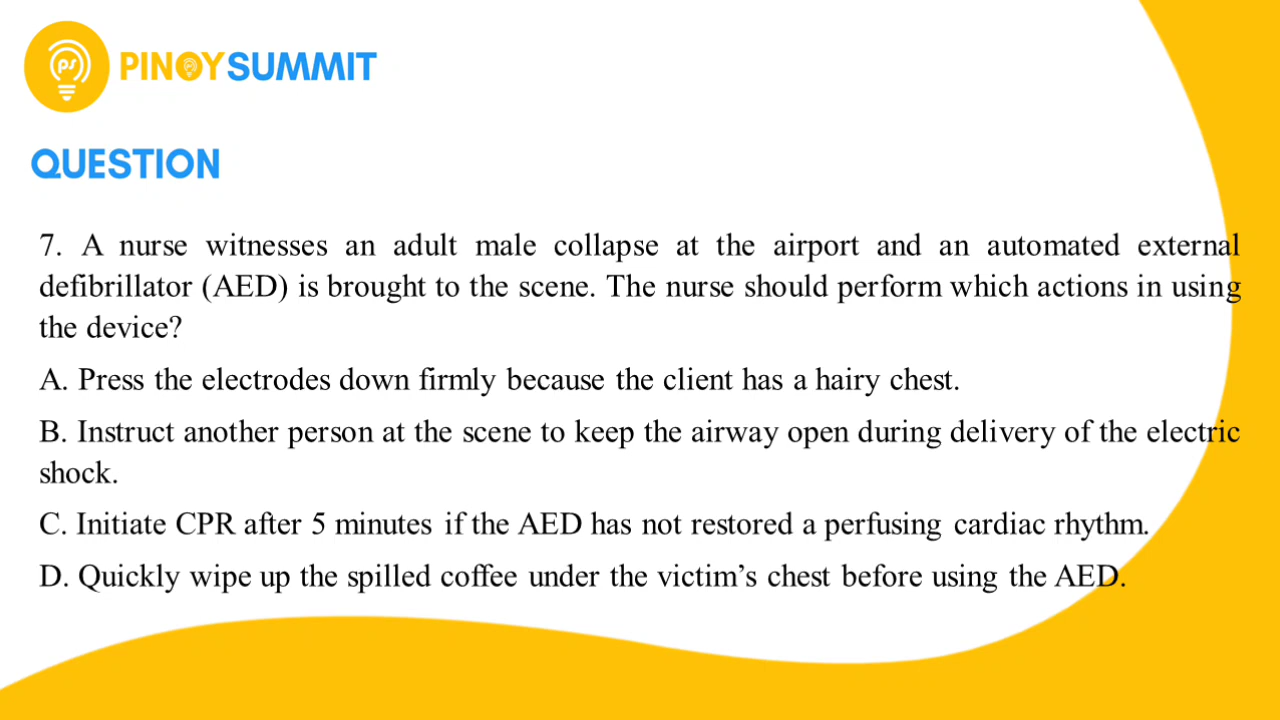 ps
PINOYSUMMIT
QUESTION
7. A nurse witnesses an adult male collapse at the airport and an automated external
defibrillator (AED) is brought to the scene. The nurse should perform which actions in using
the device?
A. Press the electrodes down firmly because the client has a hairy chest.
B. Instruct another person at the scene to keep the airway open during delivery of the electric
shock.
C. Initiate CPR after 5 minutes if the AED has not restored a perfusing cardiac rhythm.
D. Quickly wipe up the spilled coffee under the victim’s chest before using the AED.